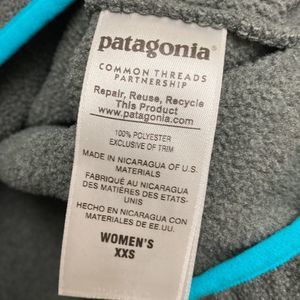 patagonia®
COMMON THREADS
PARTNERSHIP
Repair, Reuse, Recycle
This Product
www.patagonia.com
100% POLYESTER
EXCLUSIVE OF TRIM
MADE IN NICARAGUA OF U.S.
MATERIALS
FABRIQUÉ AU NICARAGUA AVEC
DES MATIÈRES DES ÉTATS-
UNIS
HECHO EN NICARAGUA CON
MATERIALES DE EE.UU.
WOMEN'S
XXS